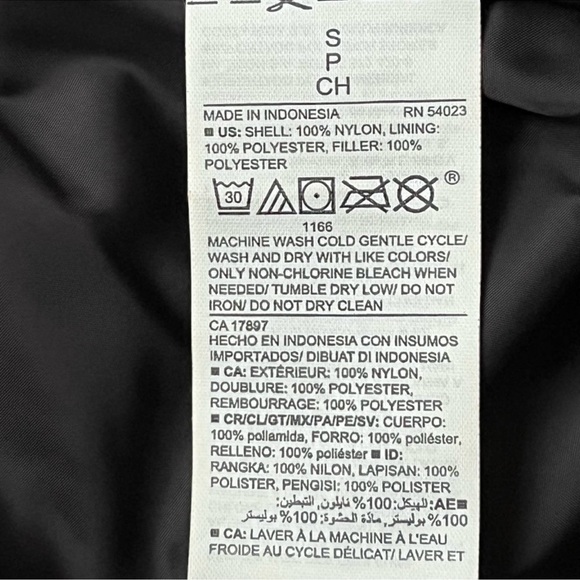 S
P
CH
MADE IN INDONESIA RN 54023
US: SHELL: 100% NYLON, LINING:
100% POLYESTER, FILLER: 100%
POLYESTER
30
®
1166
MACHINE WASH COLD GENTLE CYCLE/
WASH AND DRY WITH LIKE COLORS/
ONLY NON-CHLORINE BLEACH WHEN
NEEDED/ TUMBLE DRY LOW/ DO NOT
IRON/ DO NOT DRY CLEAN
CA 17897
HECHO EN INDONESIA CON INSUMOS
IMPORTADOS/ DIBUAT DI INDONESIA
■ CA: EXTÉRIEUR: 100% NYLON,
DOUBLURE: 100% POLYESTER,
REMBOURRAGE: 100% POLYESTER
■ CR/CL/GT/MX/PA/PE/SV: CUERPO:
100% poliamida, FORRO: 100% poliéster,
RELLENO: 100% poliéster ■ ID:
RANGKA: 100% NILON, LAPISAN: 100%
POLISTER, PENGISI: 100% POLISTER
■AE: الهيكل: 100% نايلون, التبطين:
100% بوليستر, مادّة الحشوة: 100% بوليستر
■ CA: LAVER À LA MACHINE À L'EAU
FROIDE AU CYCLE DÉLICAT/ LAVER ET